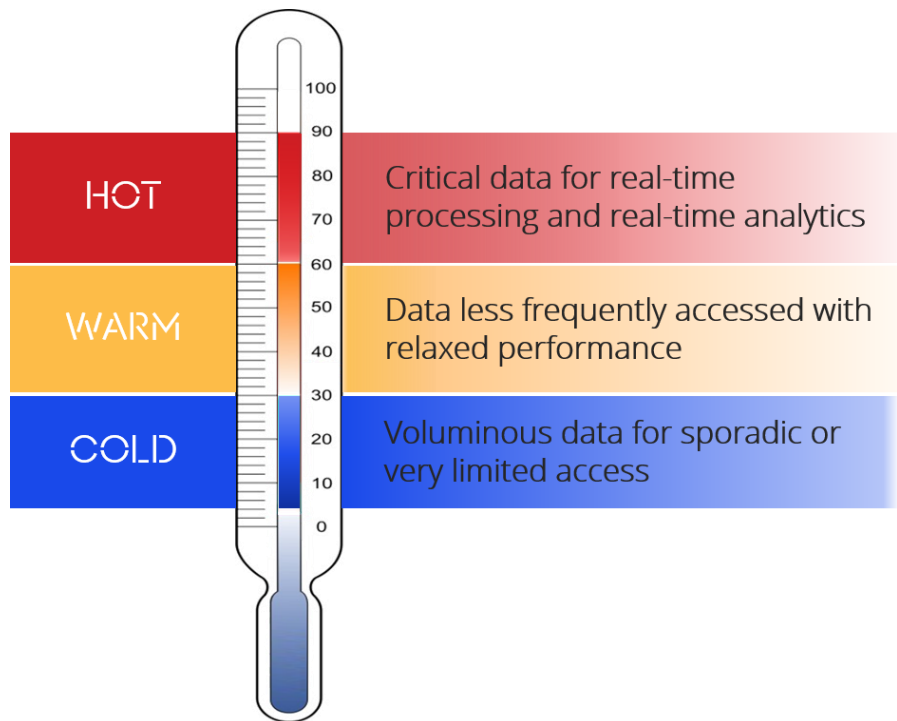 100
90
HOT
80
70
Critical data for real-time
processing and real-time analytics
60
WARM
50
40
Data less frequently accessed with
relaxed performance
30
COLD
20
10
0
Voluminous data for sporadic or
very limited access